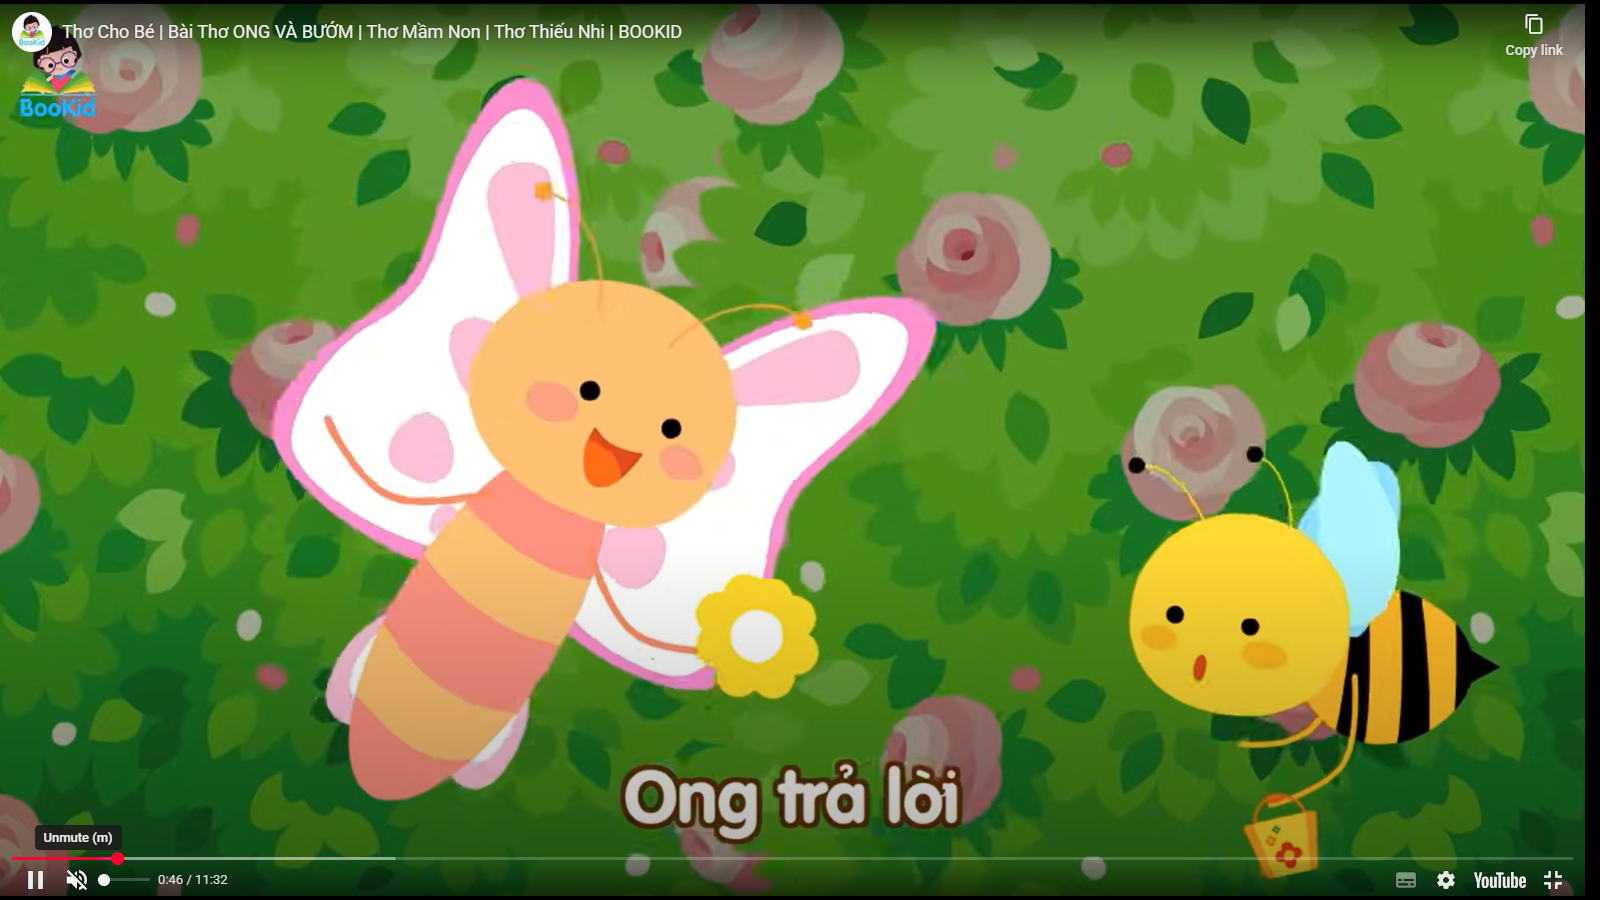 Thơ Cho Bé | Bài Thơ ONG VÀ BƯỚM | Thơ Mầm Non | Thơ Thiếu Nhi | BOOKID
Copy link
BooKid
BooKid
Ong trả lời
Unmute (m)
0:46 / 11:32
YouTube